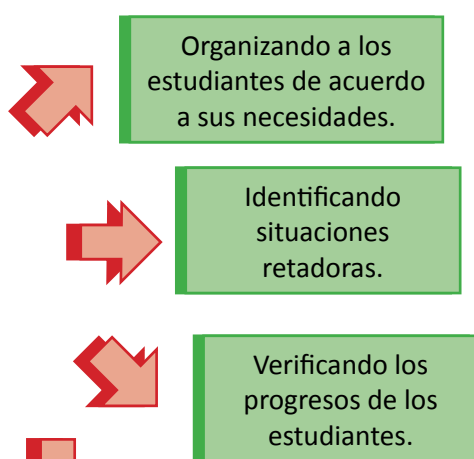 Organizando a los
estudiantes de acuerdo
a sus necesidades.
Identificando
situaciones
retadoras.
Verificando los
progresos de los
estudiantes.